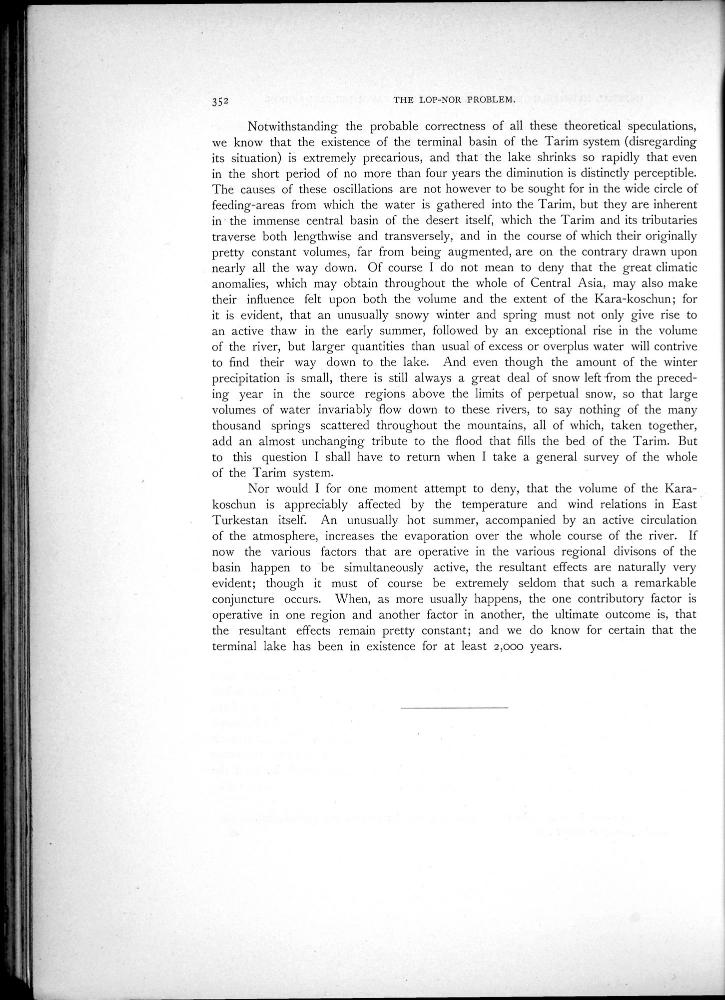 352 THE LOP-NOR PROBLEM.
Notwithstanding the probable correctness of all these theoretical speculations,
we know that the existence of the terminal basin of the Tarim system (disregarding
its situation) is extremely precarious, and that the lake shrinks so rapidly that even
in the short period of no more than four years the diminution is distinctly perceptible.
The causes of these oscillations are not however to be sought for in the wide circle of
feeding-areas from which the water is gathered into the Tarim, but they are inherent
in the immense central basin of the desert itself, which the Tarim and its tributaries
traverse both lengthwise and transversely, and in the course of which their originally
pretty constant volumes, far from being augmented, are on the contrary drawn upon
nearly all the way down. Of course I do not mean to deny that the great climatic
anomalies, which may obtain throughout the whole of Central Asia, may also make
their influence felt upon both the volume and the extent of the Kara-koschun; for
it is evident, that an unusually snowy winter and spring must not only give rise to
an active thaw in the early summer, followed by an exceptional rise in the volume
of the river, but larger quantities than usual of excess or overplus water will contrive
to find their way down to the lake. And even though the amount of the winter
precipitation is small, there is still always a great deal of snow left from the preced-
ing year in the source regions above the limits of perpetual snow, so that large
volumes of water invariably flow down to these rivers, to say nothing of the many
thousand springs scattered throughout the mountains, all of which, taken together,
add an almost unchanging tribute to the flood that fills the bed of the Tarim. But
to this question I shall have to return when I take a general survey of the whole
of the Tarim system.
Nor would I for one moment attempt to deny, that the volume of the Kara-
koschun is appreciably affected by the temperature and wind relations in East
Turkestan itself. An unusually hot summer, accompanied by an active circulation
of the atmosphere, increases the evaporation over the whole course of the river. If
now the various factors that are operative in the various regional divisons of the
basin happen to be simultaneously active, the resultant effects are naturally very
evident; though it must of course be extremely seldom that such a remarkable
conjuncture occurs. When, as more usually happens, the one contributory factor is
operative in one region and another factor in another, the ultimate outcome is, that
the resultant effects remain pretty constant; and we do know for certain that the
terminal lake has been in existence for at least 2,000 years.